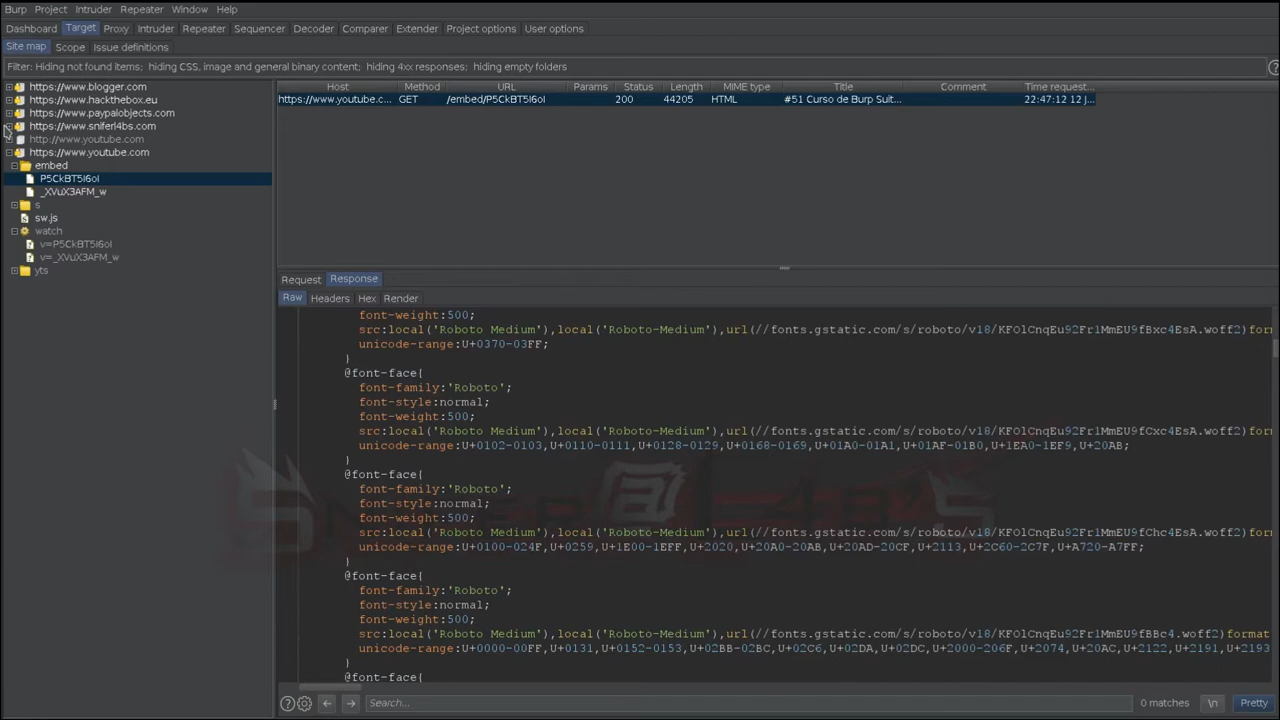 Burp Project Intruder Repeater Window Help
Dashboard Target Proxy Intruder Repeater Sequencer Decoder Comparer Extender Project options User options
Site map Scope Issue definitions
Filter: Hiding not found items; hiding CSS, image and general binary content; hiding 4xx responses; hiding empty folders
https://www.blogger.com
https://www.hackthebox.eu
https://www.paypalobjects.com
https://www.sniferl4bs.com
http://www.youtube.com
https://www.youtube.com
embed
P5CkBT5I6oI
_XVuX3AFM_w
s
sw.js
watch
v=P5CkBT5I6oI
v=_XVuX3AFM_w
yts
Host Method URL Params Status Length MIME type Title Comment Time request...
https://www.youtube.c... GET /embed/P5CkBT5I6oI 200 44205 HTML #51 Curso de Burp Suit... 22:47:12 12 J...
Request Response
Raw Headers Hex Render
font-weight:500;
src:local('Roboto Medium'),local('Roboto-Medium'),url(//fonts.gstatic.com/s/roboto/v18/KFOlCnqEu92Fr1MmEU9fBxc4EsA.woff2)form
unicode-range:U+0370-03FF;
}
@font-face{
font-family:'Roboto';
font-style:normal;
font-weight:500;
src:local('Roboto Medium'),local('Roboto-Medium'),url(//fonts.gstatic.com/s/roboto/v18/KFOlCnqEu92Fr1MmEU9fCxc4EsA.woff2)form
unicode-range:U+0102-0103,U+0110-0111,U+0128-0129,U+0168-0169,U+01A0-01A1,U+01AF-01B0,U+1EA0-1EF9,U+20AB;
}
@font-face{
font-family:'Roboto';
font-style:normal;
font-weight:500;
src:local('Roboto Medium'),local('Roboto-Medium'),url(//fonts.gstatic.com/s/roboto/v18/KFOlCnqEu92Fr1MmEU9fChc4EsA.woff2)form
unicode-range:U+0100-024F,U+0259,U+1E00-1EFF,U+2020,U+20A0-20AB,U+20AD-20CF,U+2113,U+2C60-2C7F,U+A720-A7FF;
}
@font-face{
font-family:'Roboto';
font-style:normal;
font-weight:500;
src:local('Roboto Medium'),local('Roboto-Medium'),url(//fonts.gstatic.com/s/roboto/v18/KFOlCnqEu92Fr1MmEU9fBBc4.woff2)format
unicode-range:U+0000-00FF,U+0131,U+0152-0153,U+02BB-02BC,U+02C6,U+02DA,U+02DC,U+2000-206F,U+2074,U+20AC,U+2122,U+2191,U+2193
}
@font-face{
Search... 0 matches \n Pretty